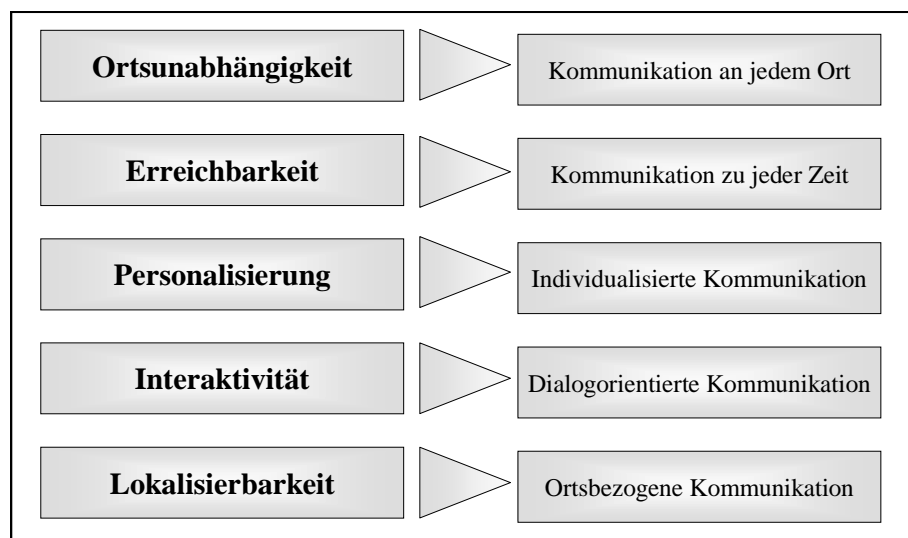 Ortsunabhängigkeit
Kommunikation an jedem Ort
Erreichbarkeit
Kommunikation zu jeder Zeit
Personalisierung
Individualisierte Kommunikation
Interaktivität
Dialogorientierte Kommunikation
Lokalisierbarkeit
Ortsbezogene Kommunikation